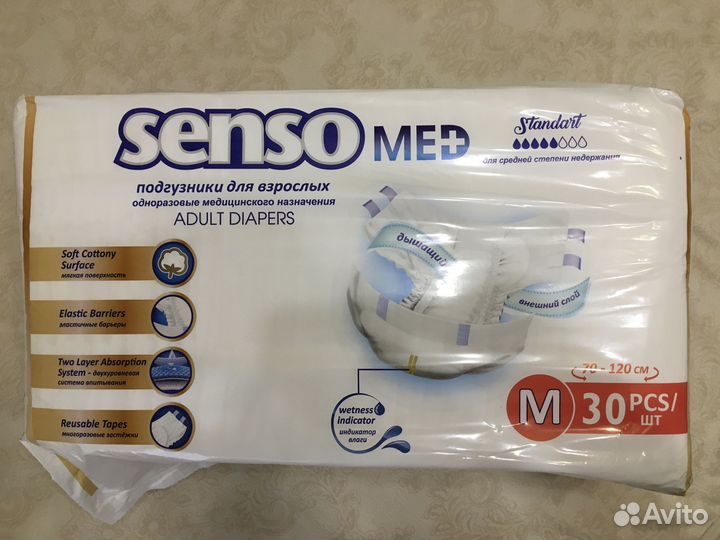 senso MED
Standart
для средней степени недержания
подгузники для взрослых
одноразовые медицинского назначения
ADULT DIAPERS
Soft Cottony
Surface
мягкая поверхность
Elastic Barriers
эластичные барьеры
Two Layer Absorption
System - двухуровневая
система впитывания
Reusable Tapes
многоразовые застёжки
дышащий
внешний слой
wetness
indicator
индикатор
влаги
70 - 120 см
M 30 PCS/
ШТ
Avito